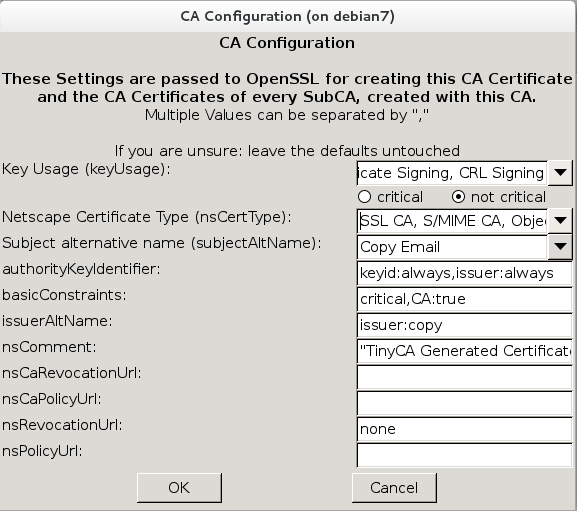 CA Configuration (on debian7)
CA Configuration
These Settings are passed to OpenSSL for creating this CA Certificate
and the CA Certificates of every SubCA, created with this CA.
Multiple Values can be separated by ","
If you are unsure: leave the defaults untouched
Key Usage (keyUsage): icate Signing, CRL Signing
critical not critical
Netscape Certificate Type (nsCertType): SSL CA, S/MIME CA, Obje
Subject alternative name (subjectAltName): Copy Email
authorityKeyIdentifier: keyid:always,issuer:always
basicConstraints: critical,CA:true
issuerAltName: issuer:copy
nsComment: "TinyCA Generated Certificate
nsCaRevocationUrl:
nsCaPolicyUrl:
nsRevocationUrl: none
nsPolicyUrl:
OK Cancel